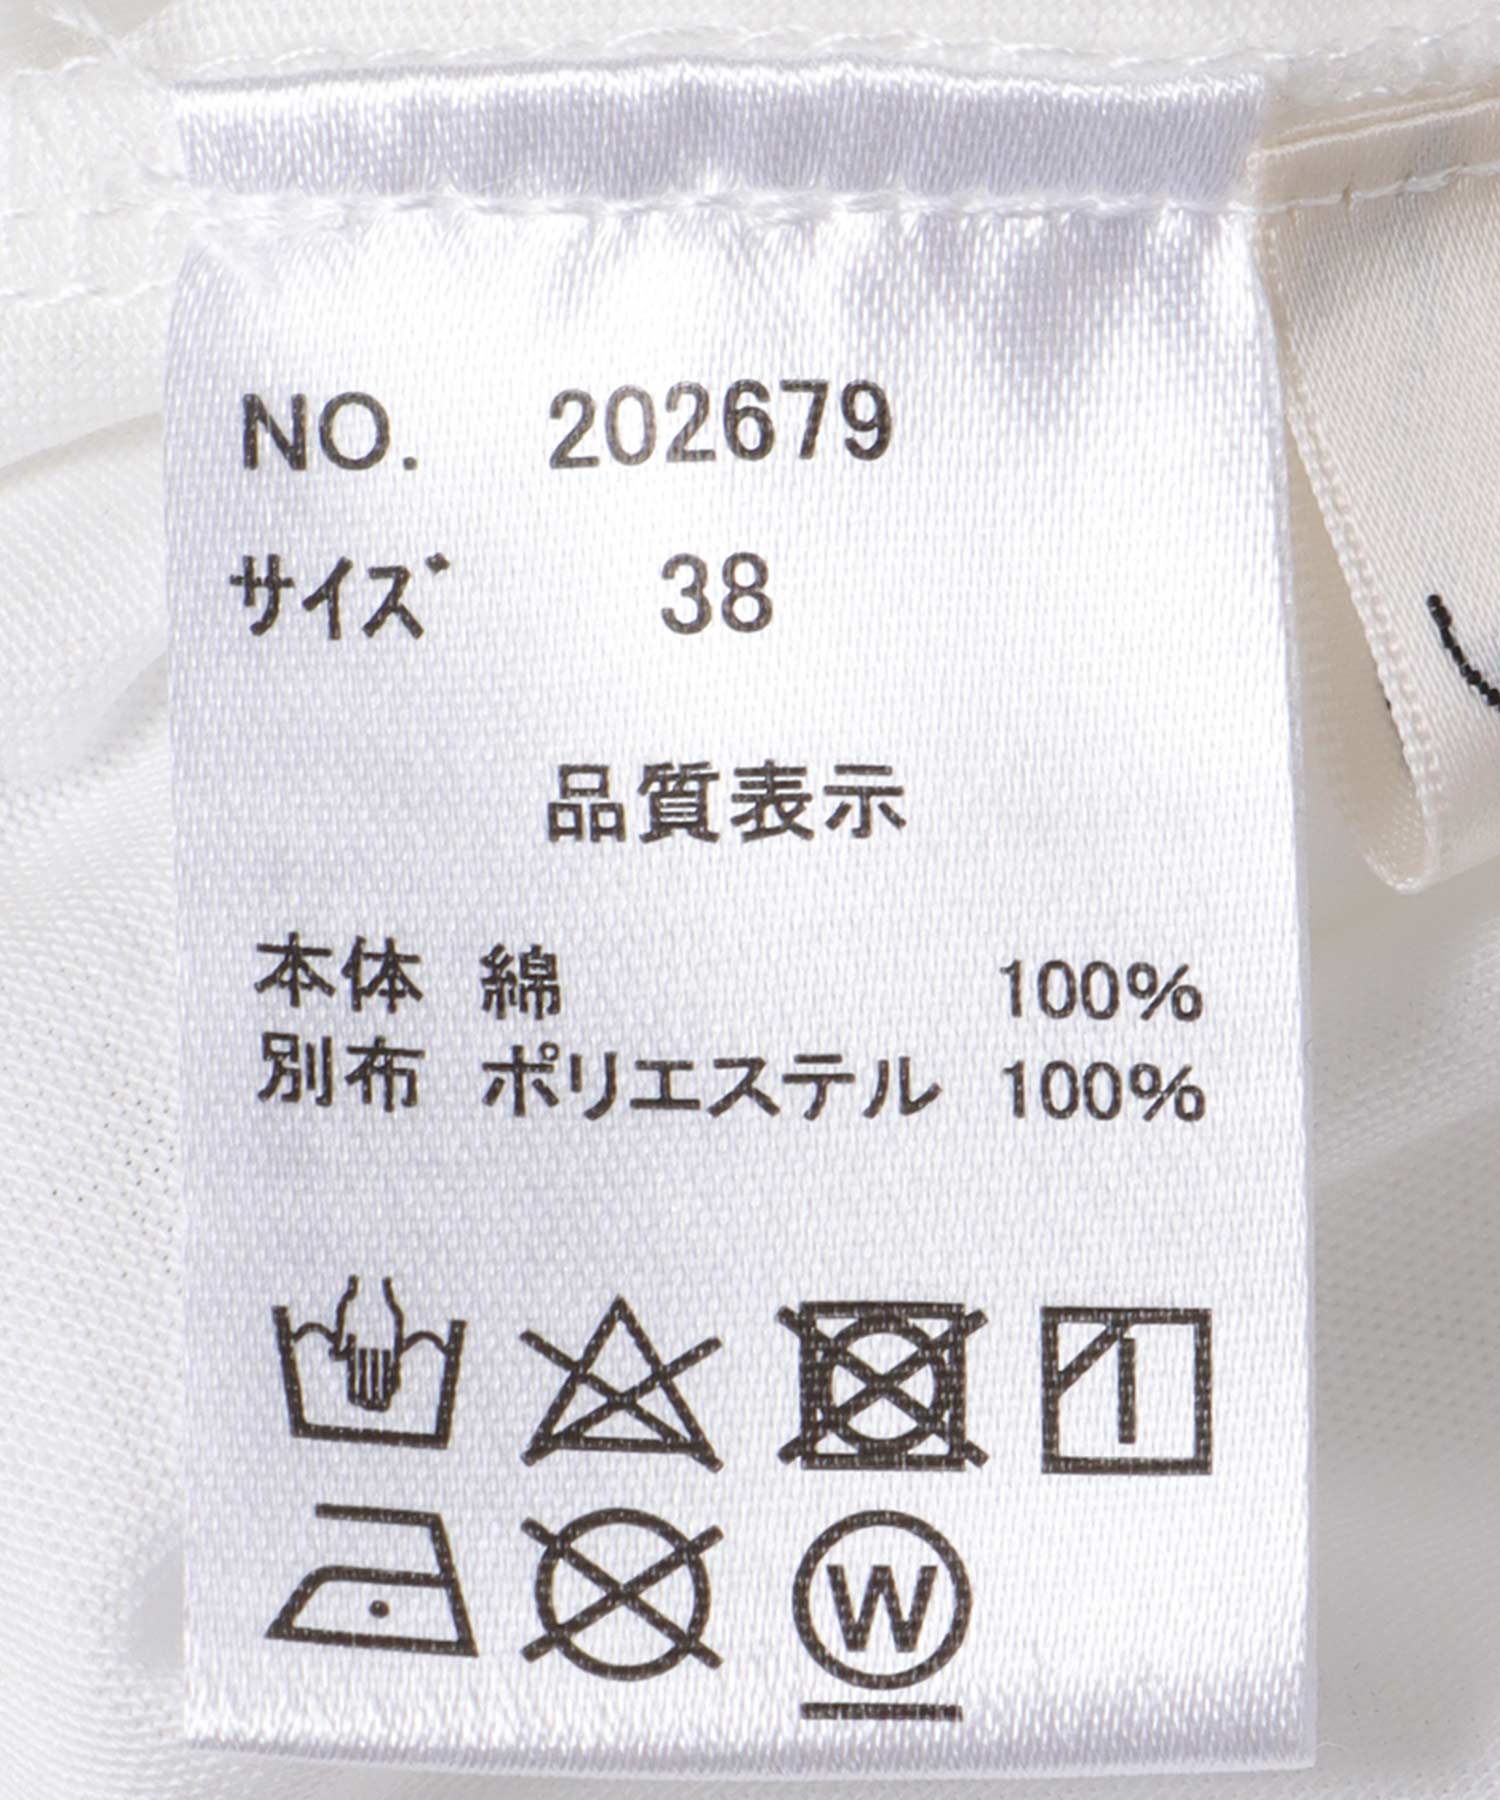 NO. 202679
サイズ 38
品質表示
本体 綿 100%
別布 ポリエステル 100%
W